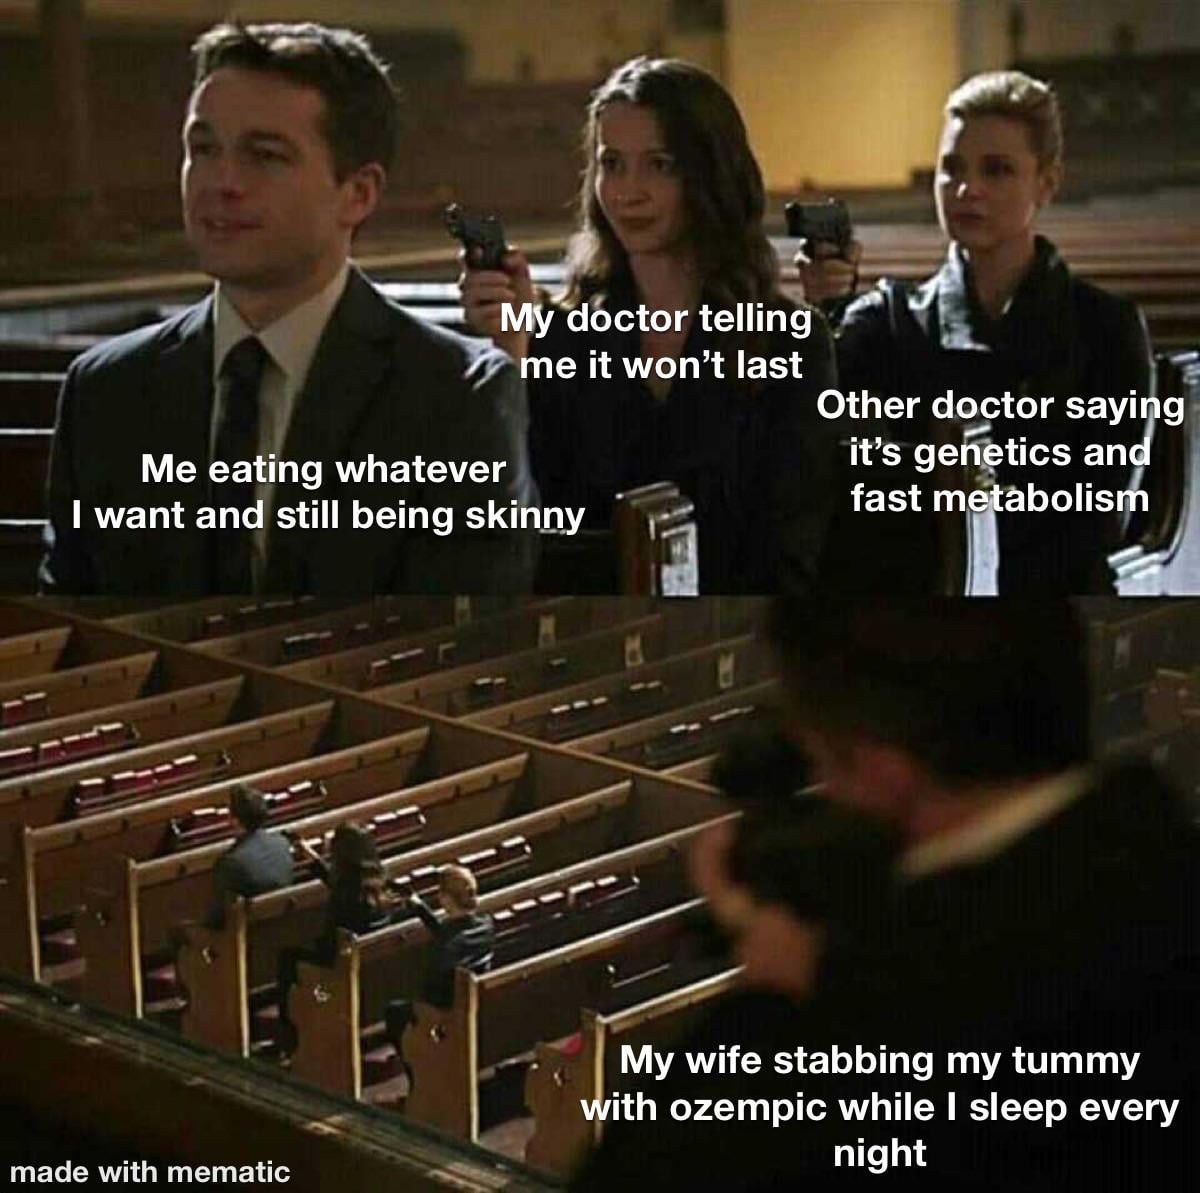 My doctor telling
me it won't last
Other doctor saying
it's genetics and
fast metabolism
Me eating whatever
I want and still being skinny
My wife stabbing my tummy
with ozempic while I sleep every
night
made with mematic